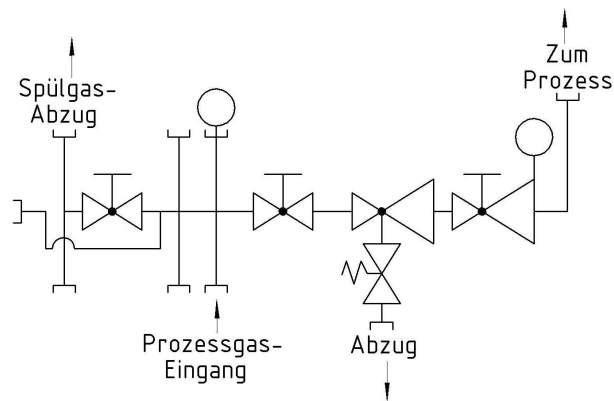 Spülgas-
Abzug
Zum
Prozess
Prozessgas-
Eingang
Abzug